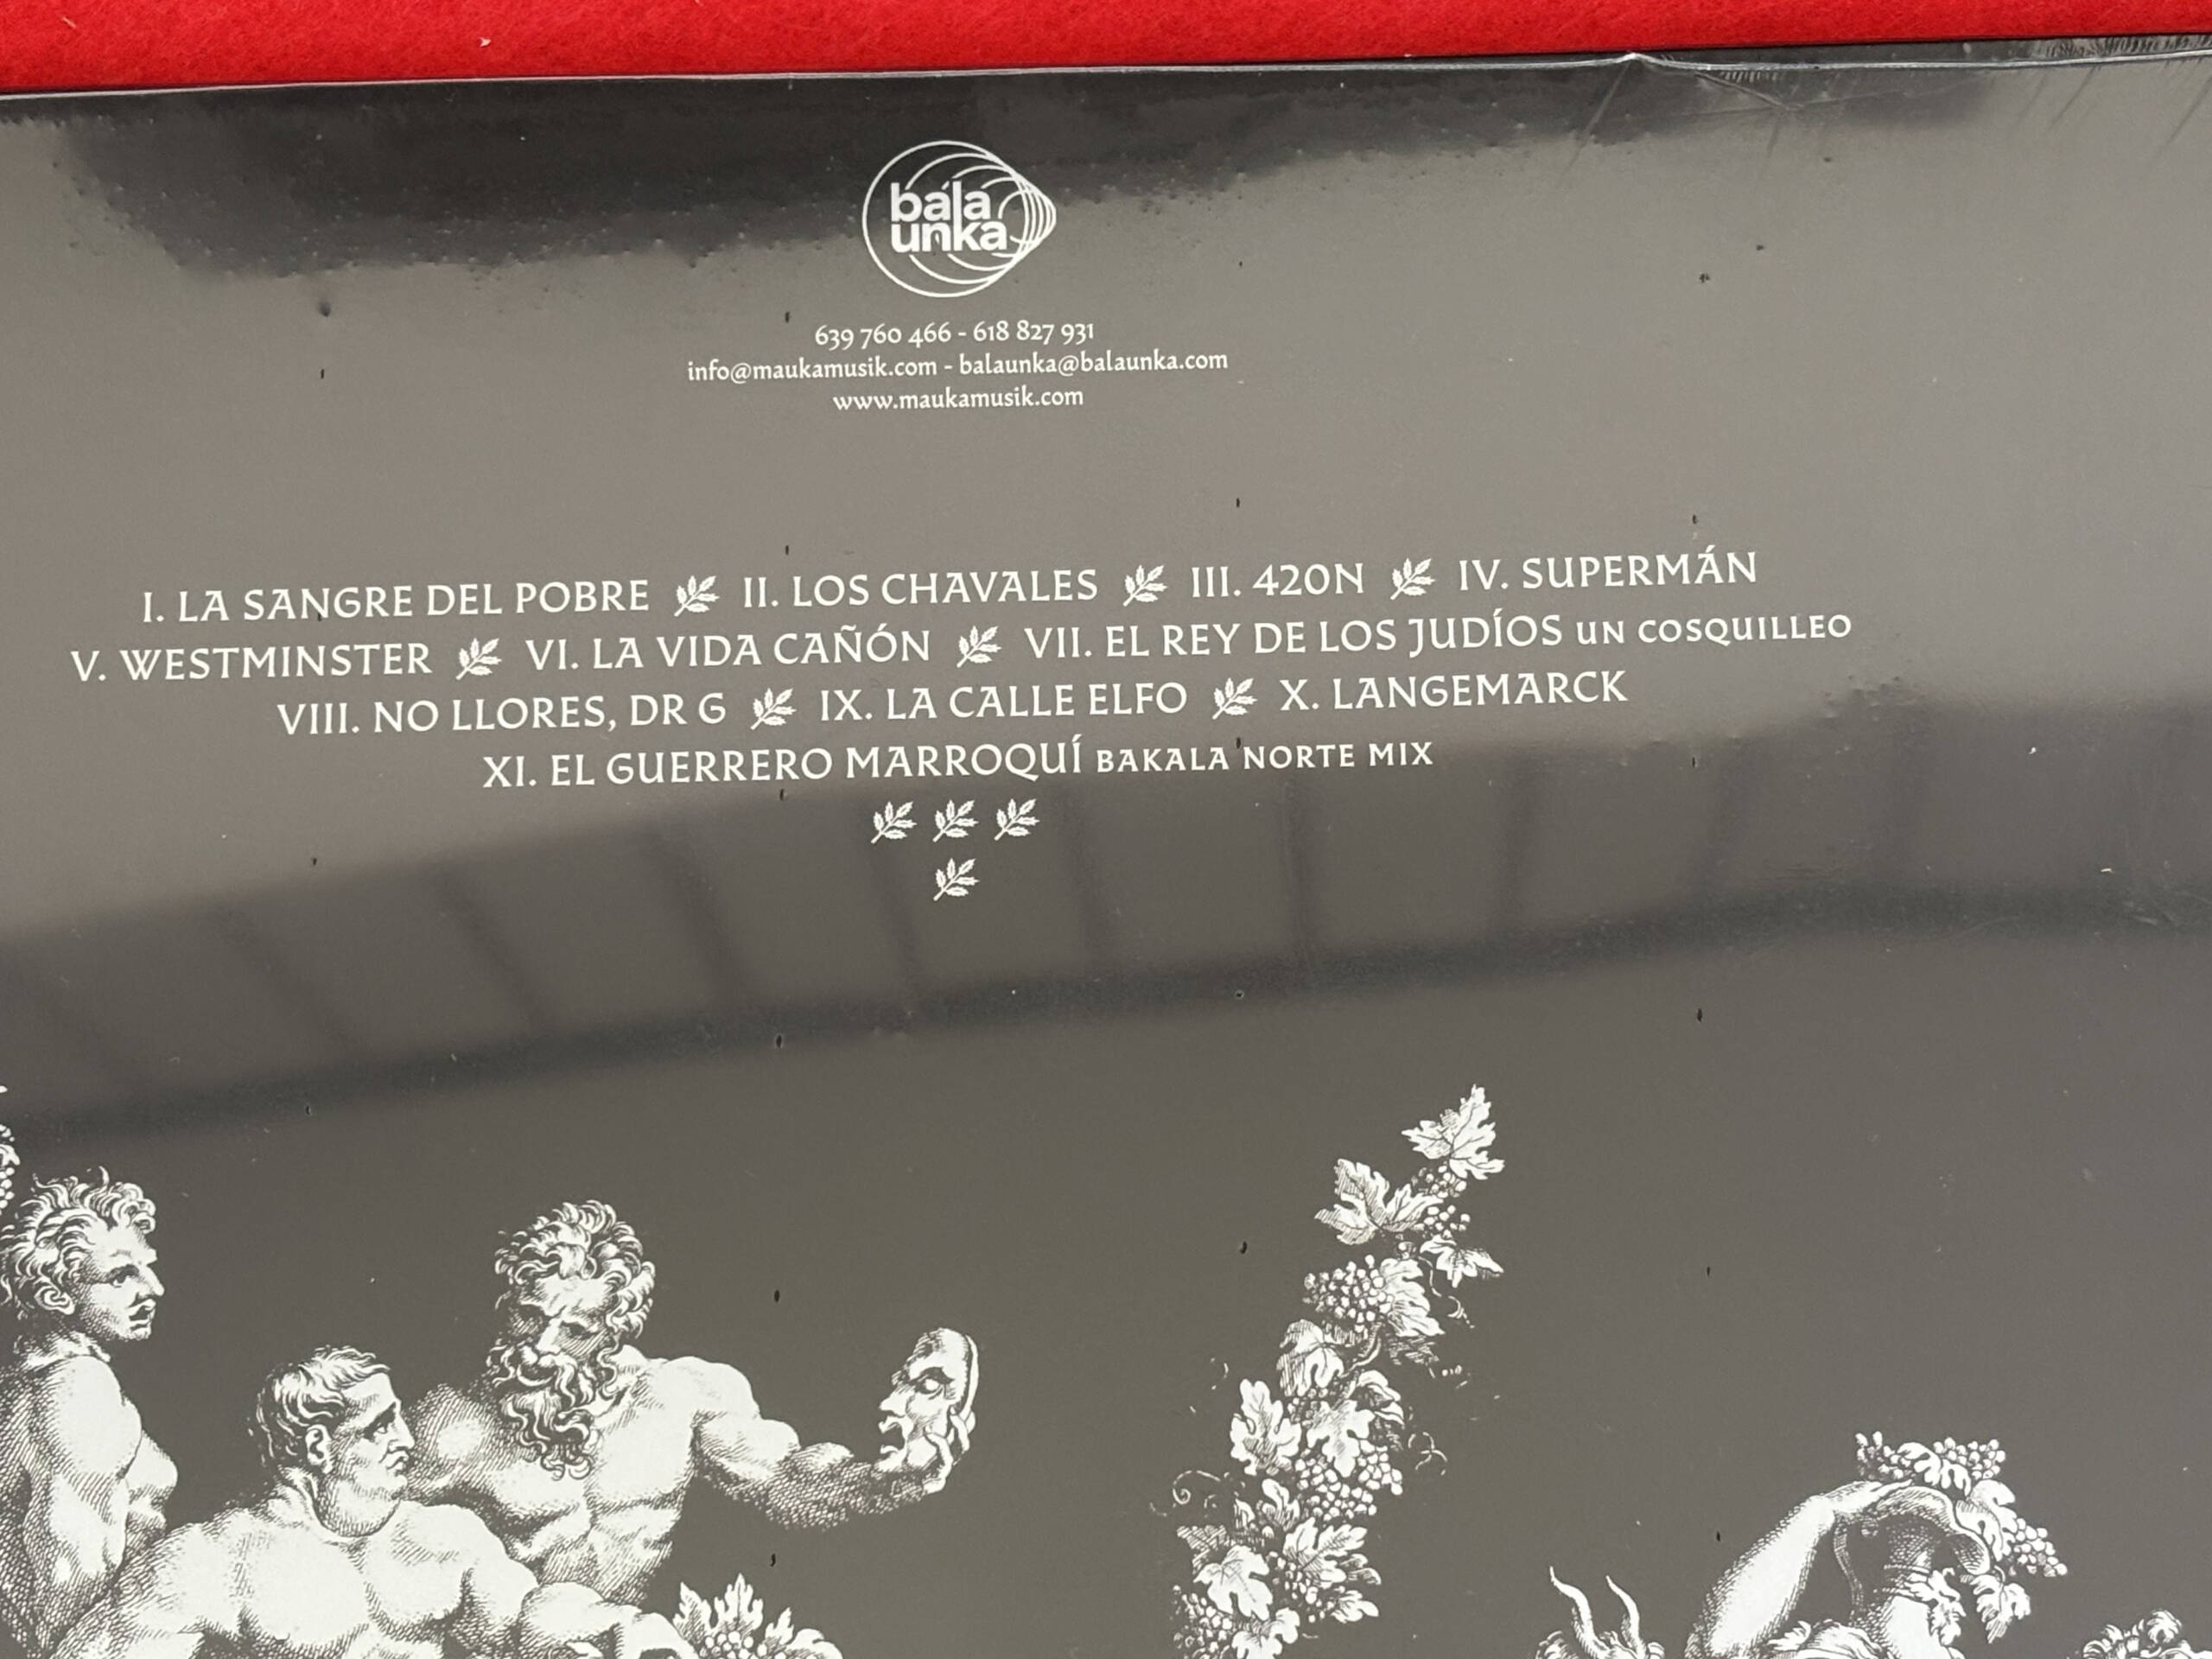 bala
unka
639 760 466 - 618 827 931
info@maukamusik.com - balaunka@balaunka.com
www.maukamusik.com
I. LA SANGRE DEL POBRE II. LOS CHAVALES III. 420N IV. SUPERMÁN
V. WESTMINSTER VI. LA VIDA CAÑÓN VII. EL REY DE LOS JUDÍOS UN COSQUILLEO
VIII. NO LLORES, DR G IX. LA CALLE ELFO X. LANGEMARCK
XI. EL GUERRERO MARROQUÍ BAKALA NORTE MIX